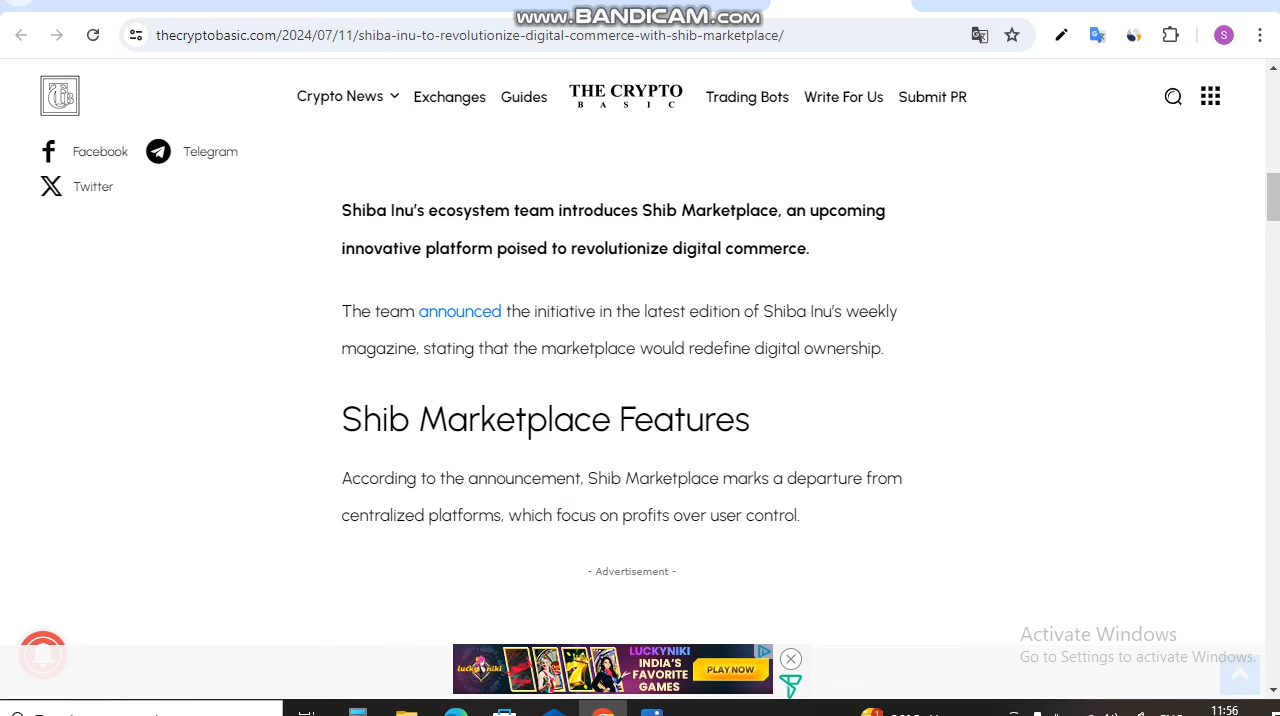 www.BANDICAM.com
thecryptobasic.com/2024/07/11/shiba-inu-to-revolutionize-digital-commerce-with-shib-marketplace/
S
Crypto News
Exchanges
Guides
THE CRYPTO
BASIC
Trading Bots
Write For Us
Submit PR
Facebook
Telegram
Twitter
Shiba Inu’s ecosystem team introduces Shib Marketplace, an upcoming
innovative platform poised to revolutionize digital commerce.
The team announced the initiative in the latest edition of Shiba Inu’s weekly
magazine, stating that the marketplace would redefine digital ownership.
Shib Marketplace Features
According to the announcement, Shib Marketplace marks a departure from
centralized platforms, which focus on profits over user control.
- Advertisement -
luckyniki
LUCKYNIKI
INDIA'S
FAVORITE
GAMES
PLAY NOW
Activate Windows
Go to Settings to activate Windows.
11:56